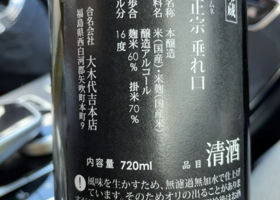 正宗 垂れ口
名称 本醸造
米(国産)・米麹(国産米)
醸造アルコール
歩合 麹米60% 掛米70%
16度
合名会社 大木代吉本店
福島県西白河郡矢吹町本町9
内容量 720ml 品目 清酒
風味を生かすため、無濾過無加水で仕上げ
ています。そのためオリの出ることがありま